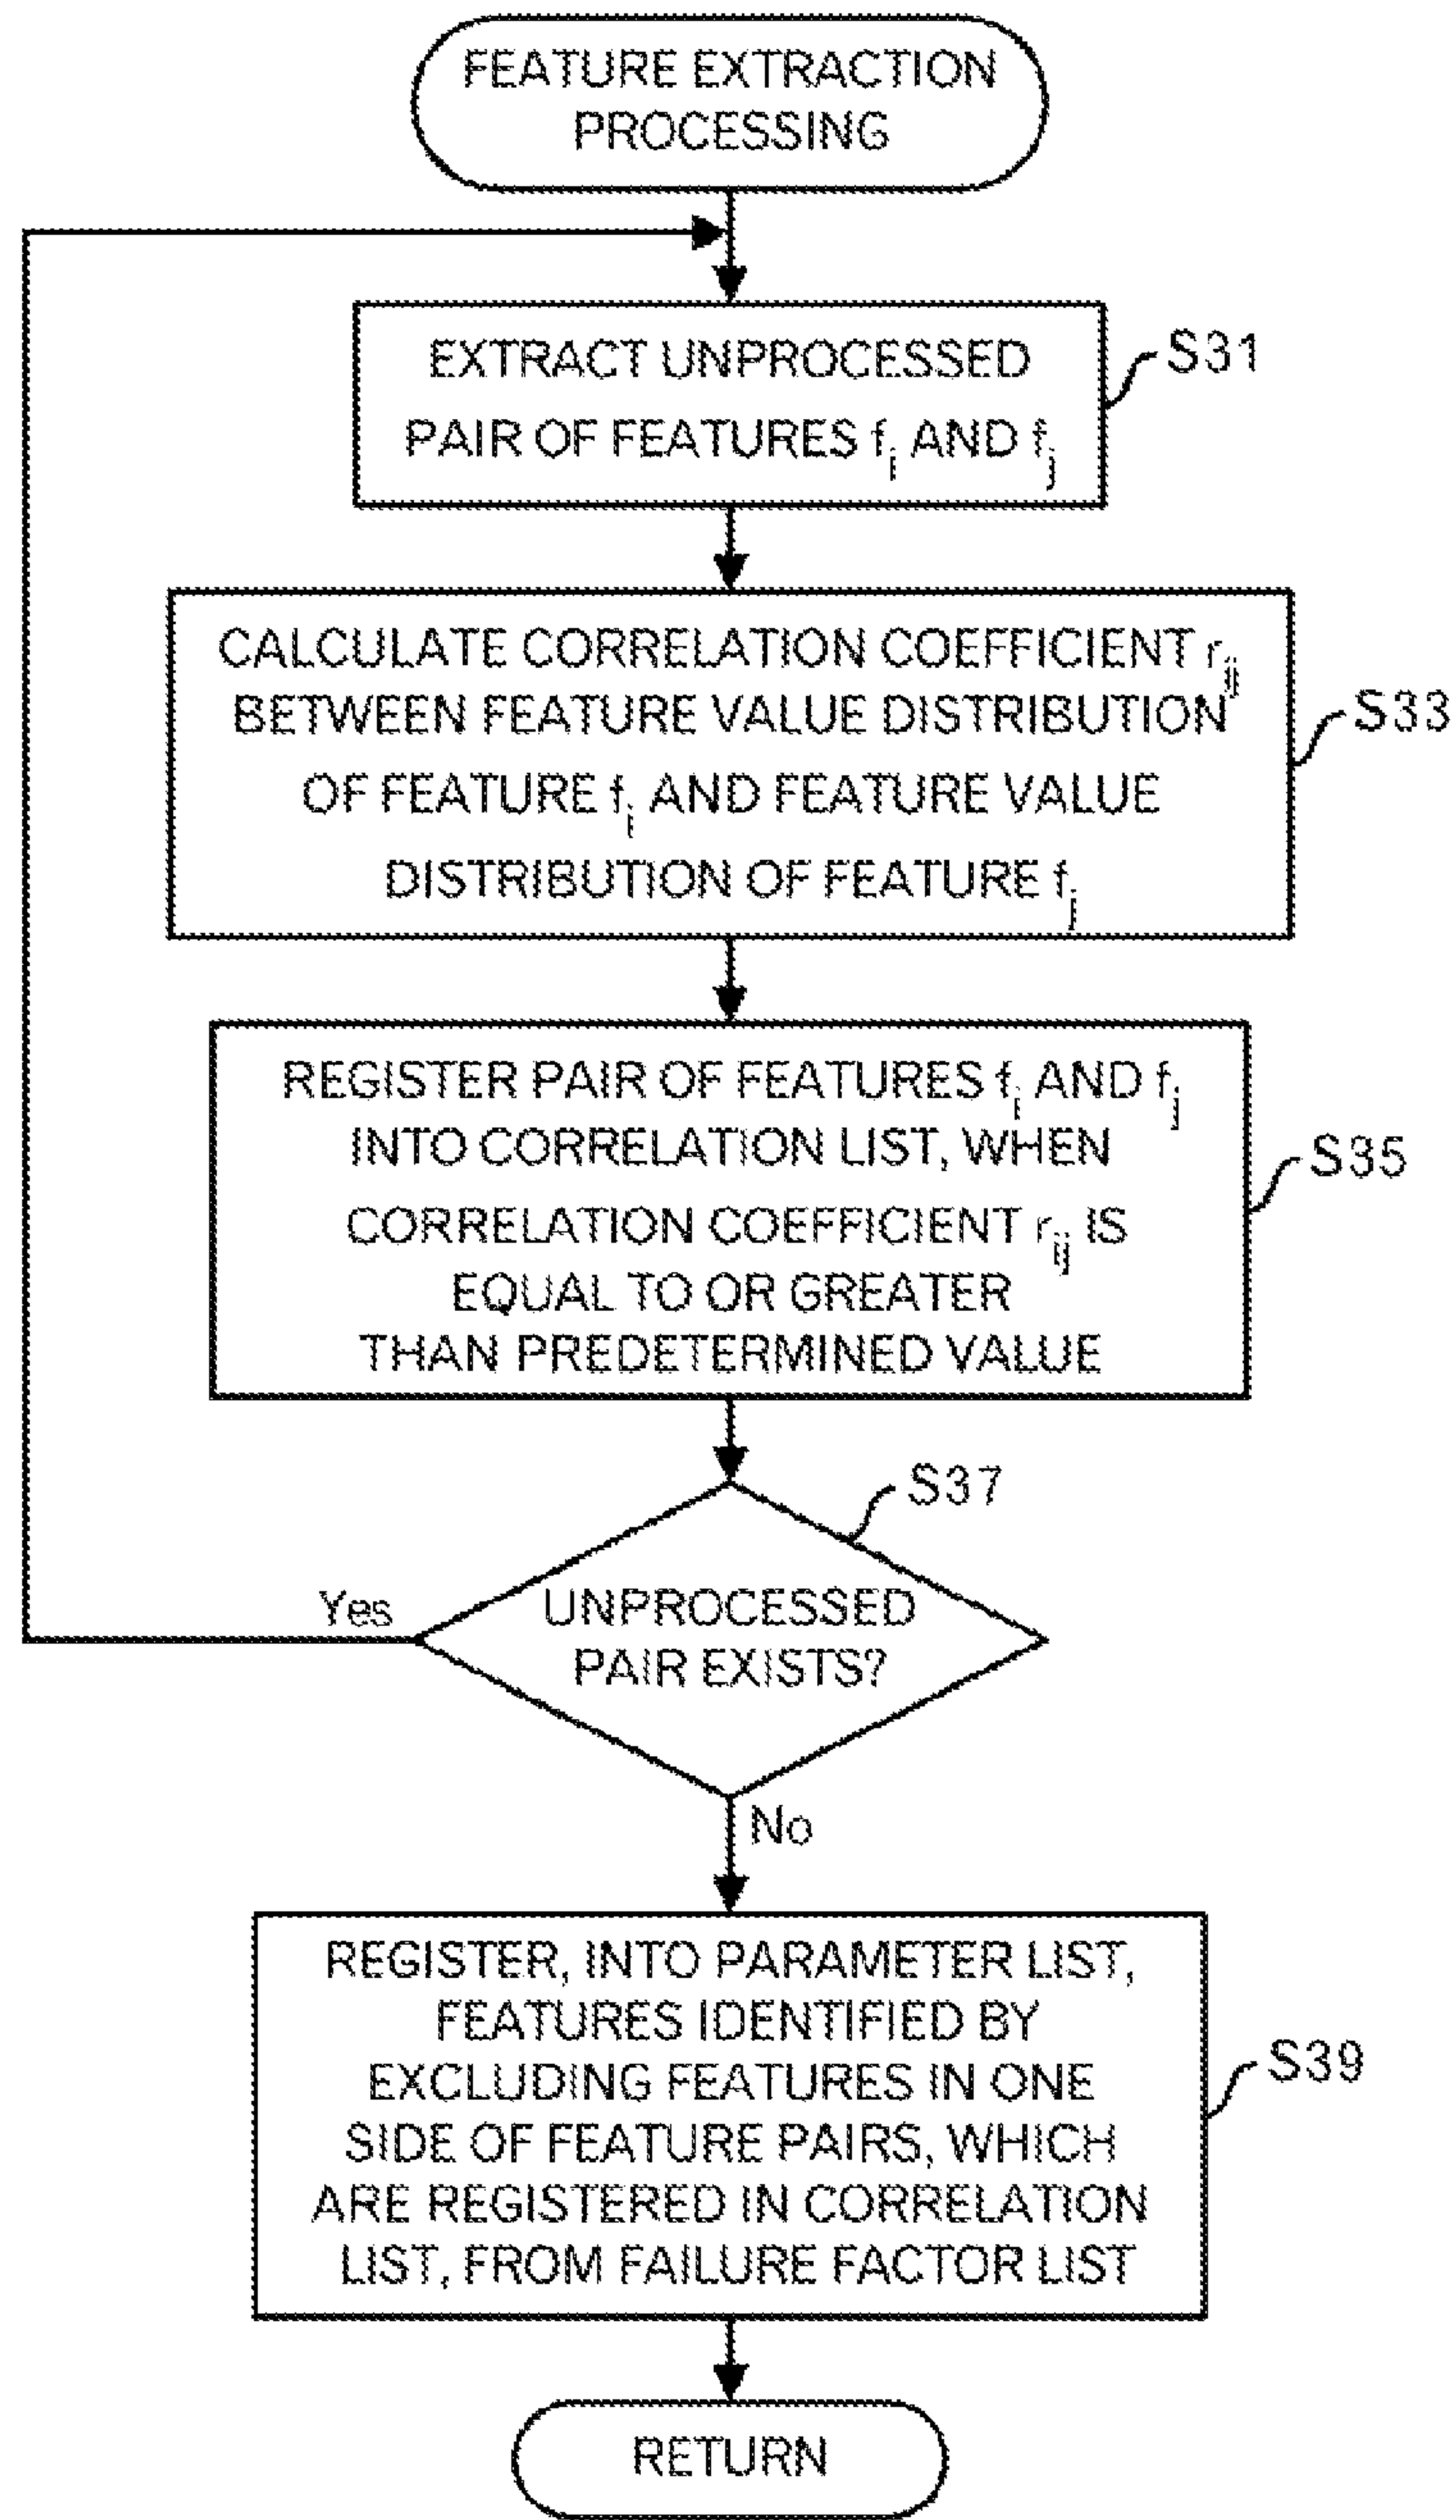 FEATURE EXTRACTION
PROCESSING
EXTRACT UNPROCESSED
PAIR OF FEATURES fi AND fj
S31
CALCULATE CORRELATION COEFFICIENT rij
BETWEEN FEATURE VALUE DISTRIBUTION
OF FEATURE fi AND FEATURE VALUE
DISTRIBUTION OF FEATURE fj
S33
REGISTER PAIR OF FEATURES fi AND fj
INTO CORRELATION LIST, WHEN
CORRELATION COEFFICIENT rij IS
EQUAL TO OR GREATER
THAN PREDETERMINED VALUE
S35
S37
UNPROCESSED
PAIR EXISTS?
Yes
No
REGISTER, INTO PARAMETER LIST,
FEATURES IDENTIFIED BY
EXCLUDING FEATURES IN ONE
SIDE OF FEATURE PAIRS, WHICH
ARE REGISTERED IN CORRELATION
LIST, FROM FAILURE FACTOR LIST
S39
RETURN